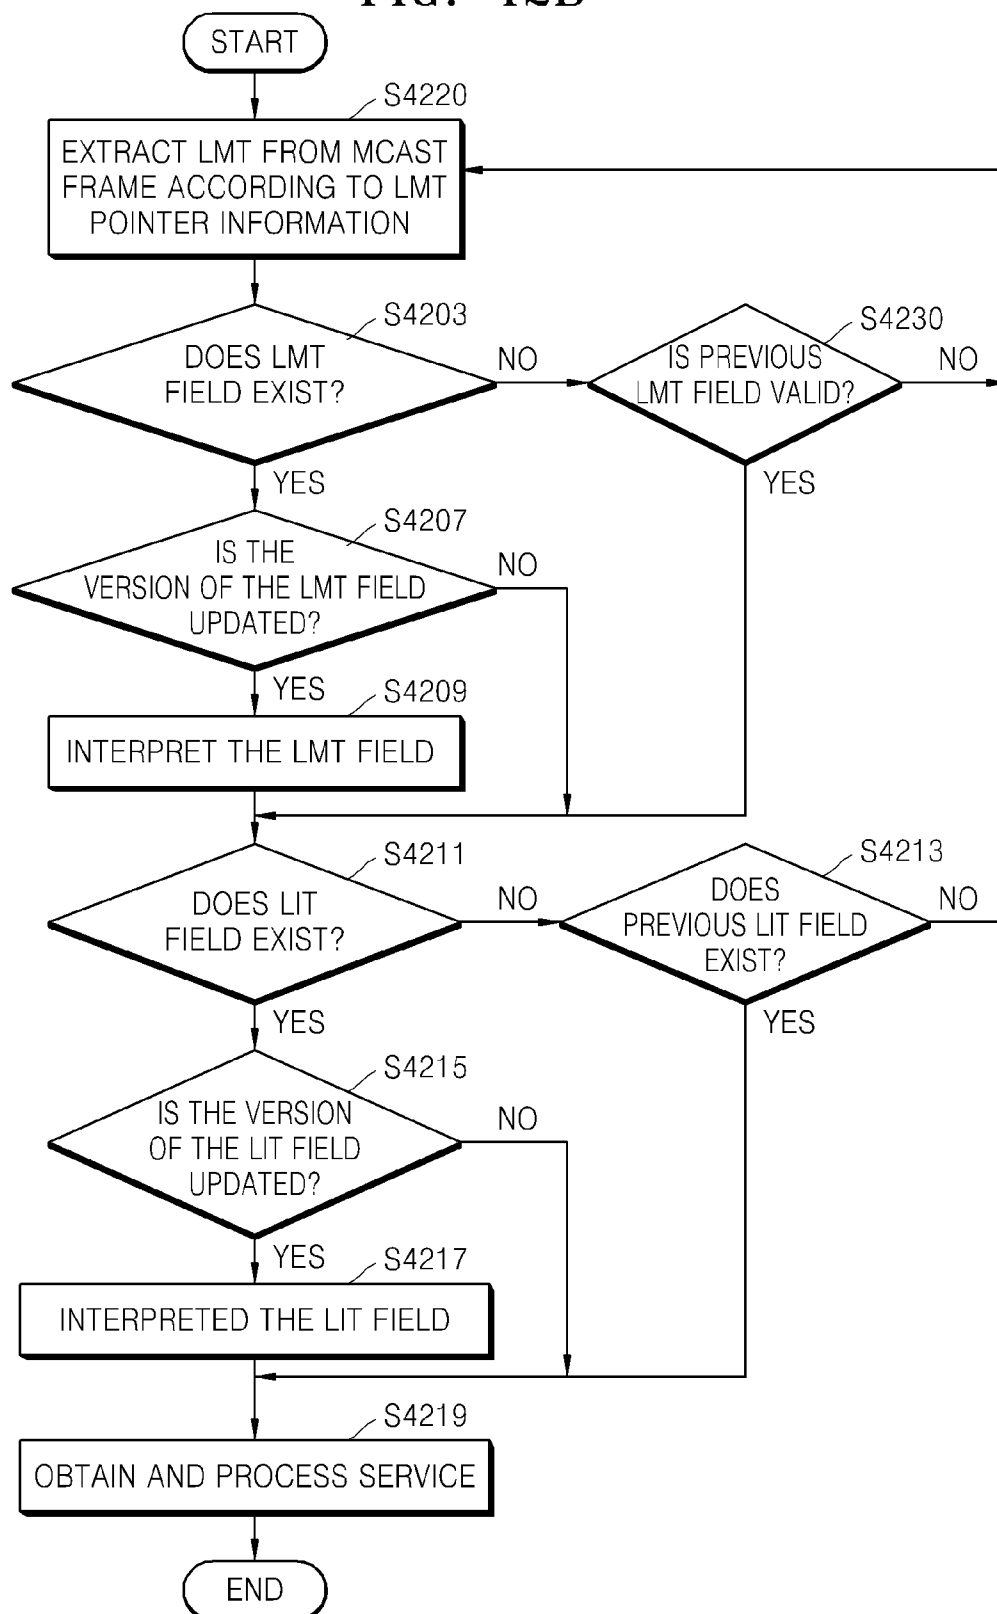 FIG. 42B
START
S4220
EXTRACT LMT FROM MCAST
FRAME ACCORDING TO LMT
POINTER INFORMATION
S4203
DOES LMT
FIELD EXIST?
NO
S4230
IS PREVIOUS
LMT FIELD VALID?
NO
YES
YES
S4207
IS THE
VERSION OF THE LMT FIELD
UPDATED?
NO
YES
S4209
INTERPRET THE LMT FIELD
S4211
DOES LIT
FIELD EXIST?
NO
S4213
DOES
PREVIOUS LIT FIELD
EXIST?
NO
YES
YES
S4215
IS THE VERSION
OF THE LIT FIELD
UPDATED?
NO
YES
S4217
INTERPRETED THE LIT FIELD
S4219
OBTAIN AND PROCESS SERVICE
END